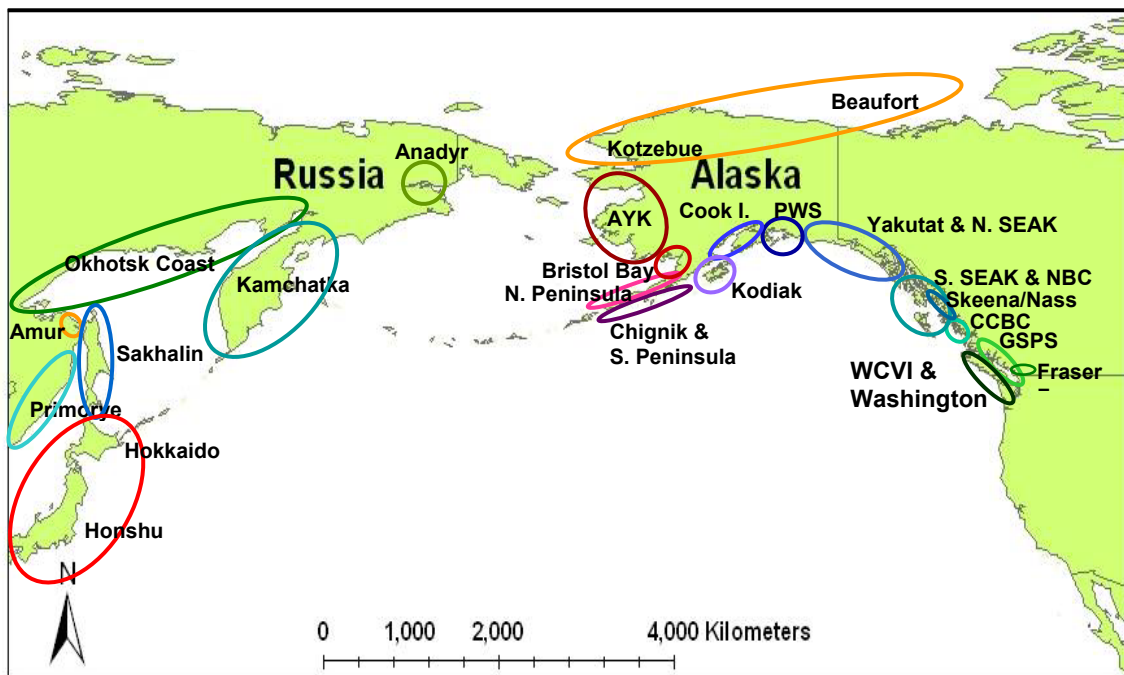 Beaufort
Kotzebue
Anadyr
Russia
Alaska
AYK
Cook I.
PWS
Yakutat & N. SEAK
Okhotsk Coast
Kamchatka
Bristol Bay
N. Peninsula
Kodiak
S. SEAK & NBC
Skeena/Nass
CCBC
GSPS
Amur
Sakhalin
Chignik &
S. Peninsula
WCVI &
Washington
Fraser
–
Primorye
Hokkaido
Honshu
N
0 1,000 2,000 4,000 Kilometers